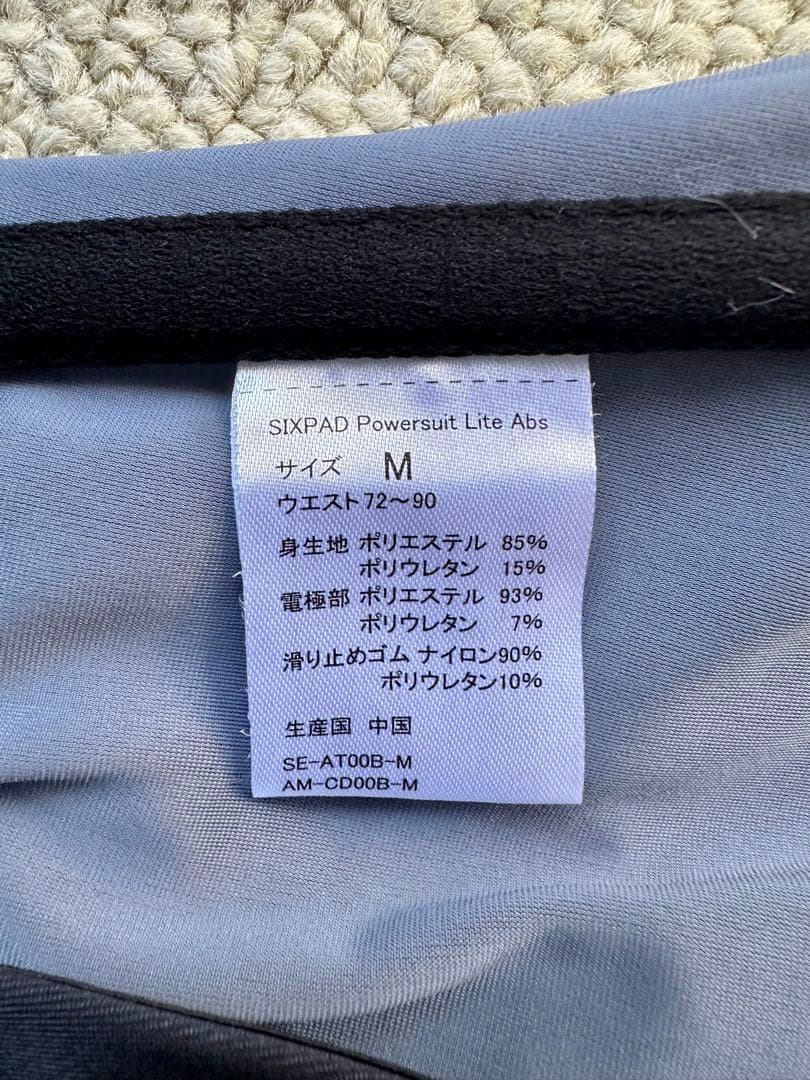 SIXPAD Powersuit Lite Abs
サイズ M
ウエスト72～90
身生地 ポリエステル 85%
ポリウレタン 15%
電極部 ポリエステル 93%
ポリウレタン 7%
滑り止めゴム ナイロン90%
ポリウレタン10%
生産国 中国
SE-AT00B-M
AM-CD00B-M